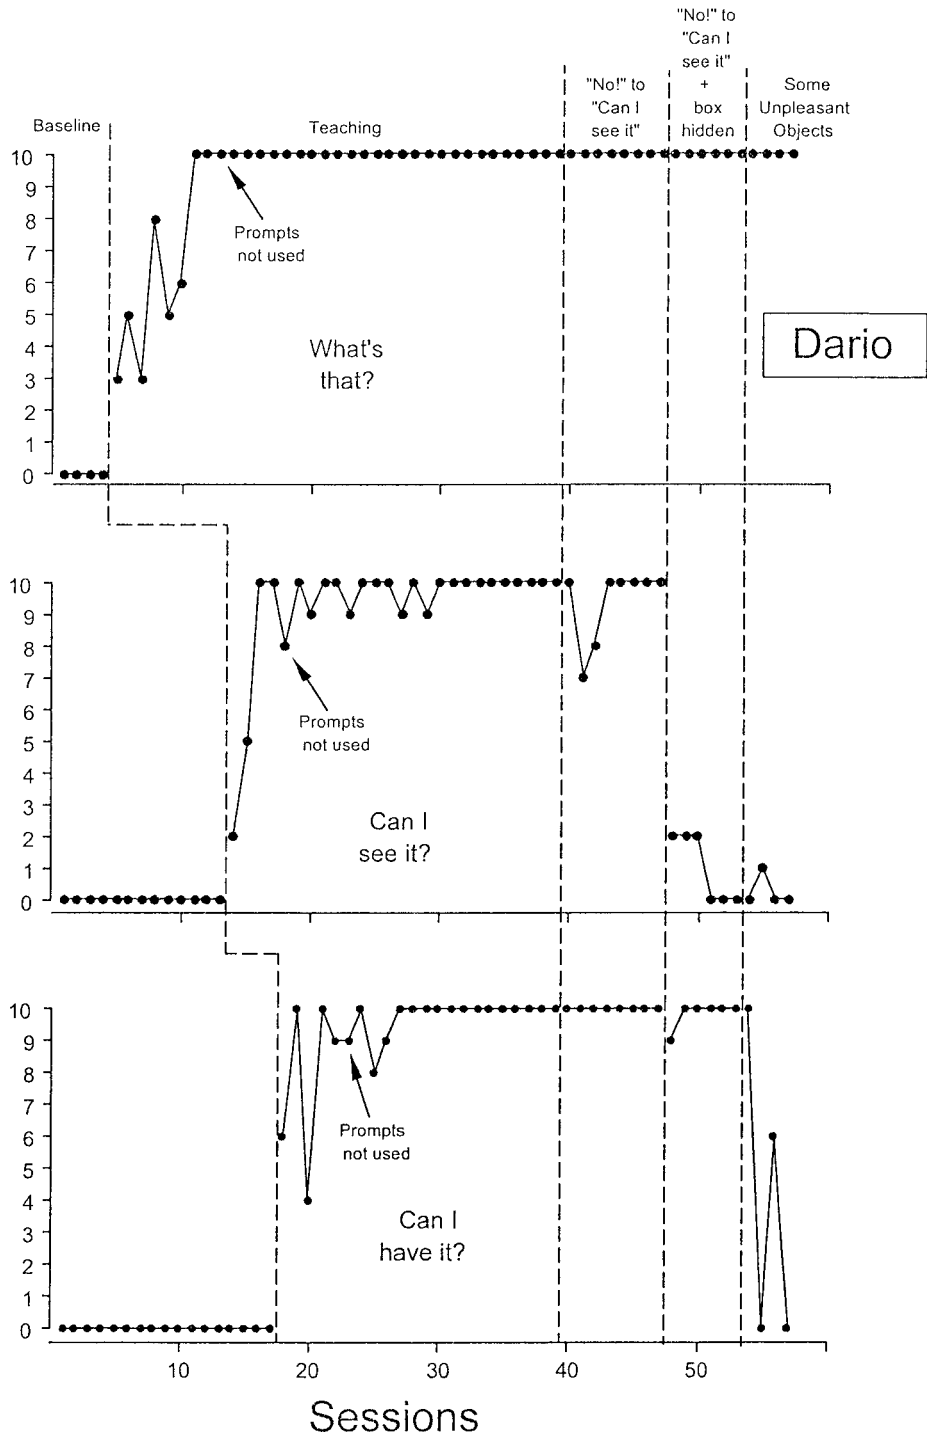 "No!" to
"Can I
see it"
+
box
hidden
"No!" to
"Can I
see it"
Some
Unpleasant
Objects
Baseline
Teaching
10
9
8
7
6
5
4
3
2
1
0
Prompts
not used
What's
that?
Dario
10
9
8
7
6
5
4
3
2
1
0
Prompts
not used
Can I
see it?
10
9
8
7
6
5
4
3
2
1
0
Prompts
not used
Can I
have it?
10 20 30 40 50
Sessions